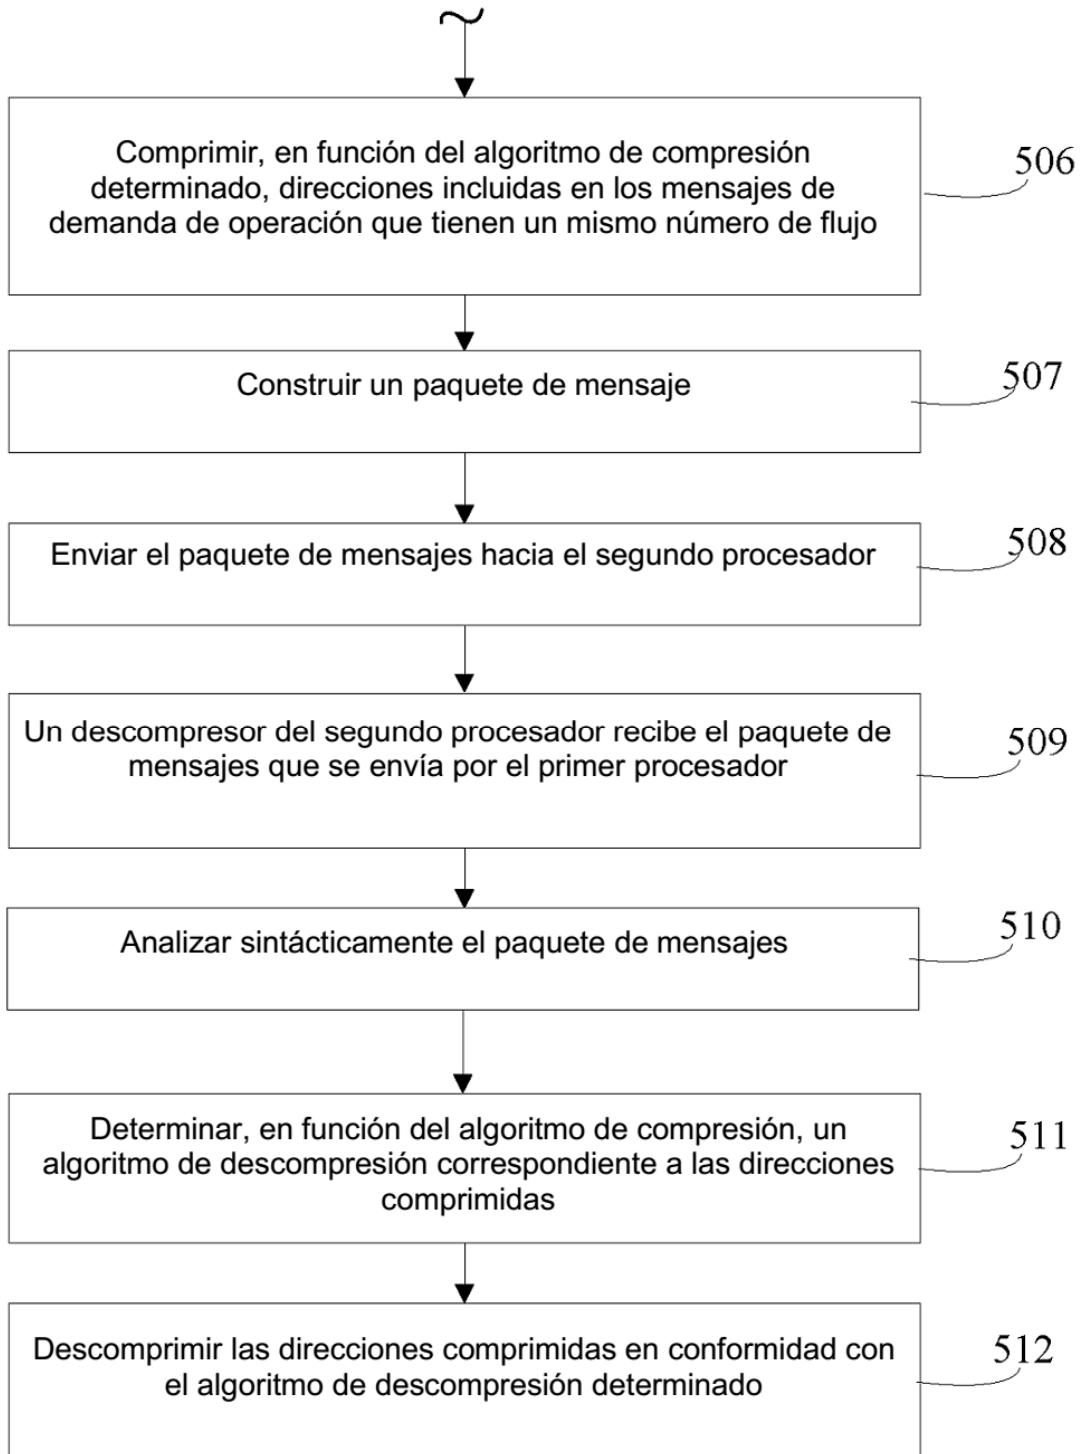 Comprimir, en función del algoritmo de compresión
determinado, direcciones incluidas en los mensajes de
demanda de operación que tienen un mismo número de flujo
506
Construir un paquete de mensaje
507
Enviar el paquete de mensajes hacia el segundo procesador
508
Un descompresor del segundo procesador recibe el paquete de
mensajes que se envía por el primer procesador
509
Analizar sintácticamente el paquete de mensajes
510
Determinar, en función del algoritmo de compresión, un
algoritmo de descompresión correspondiente a las direcciones
comprimidas
511
Descomprimir las direcciones comprimidas en conformidad con
el algoritmo de descompresión determinado
512